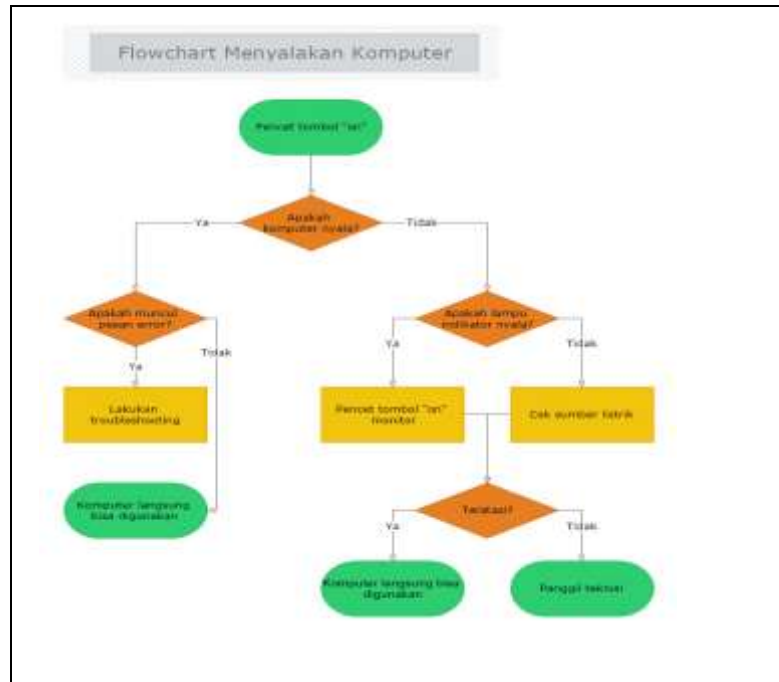 Flowchart Menyalakan Komputer
Pencet tombol "on"
Apakah
komputer nyala?
Ya
Tidak
Apakah muncul
pesan error?
Apakah lampu
indikator nyala?
Ya
Tidak
Ya
Tidak
Lakukan
troubleshooting
Pencet tombol "on"
monitor
Cek sumber listrik
Komputer langsung
bisa digunakan
Teratasi?
Ya
Tidak
Komputer langsung bisa
digunakan
Panggil teknisi